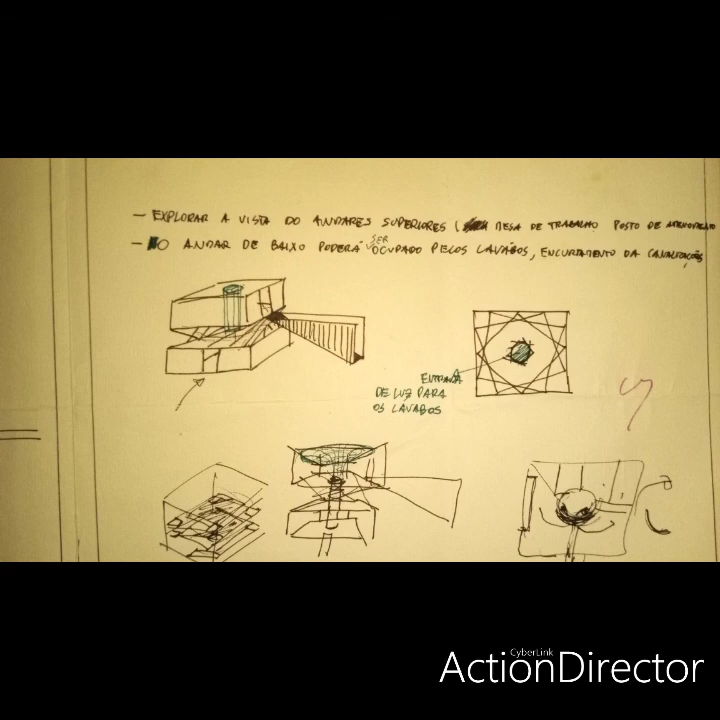 - EXPLORAR A VISTA DO ANDARES SUPERIORES ( MESA DE TRABALHO POSTO DE ATENDIMENTO
- O ANDAR DE BAIXO PODERÁ SER OCUPADO PELOS LAVABOS, ENCURTAMENTO DA CANALIZAÇÕES
ENTRADA
DE LUZ PARA
OS LAVABOS
CyberLink
ActionDirector